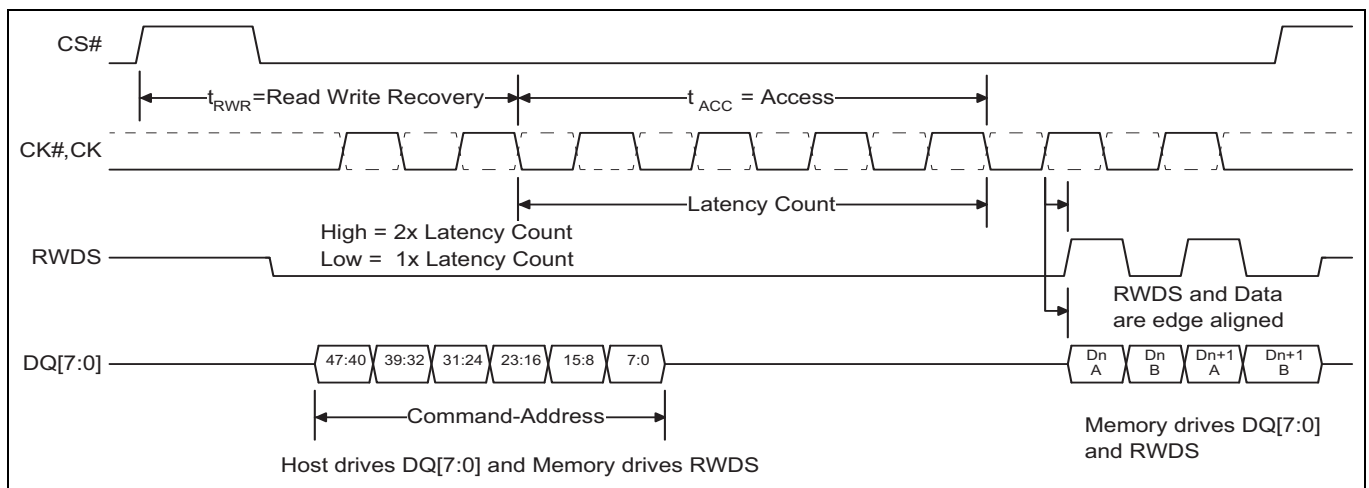 CS#
tRWR=Read Write Recovery
tACC = Access
CK#,CK
Latency Count
High = 2x Latency Count
Low = 1x Latency Count
RWDS
RWDS and Data
are edge aligned
DQ[7:0]
47:40 39:32 31:24 23:16 15:8 7:0
Dn A
Dn B
Dn+1 A
Dn+1 B
Command-Address
Memory drives DQ[7:0]
and RWDS
Host drives DQ[7:0] and Memory drives RWDS